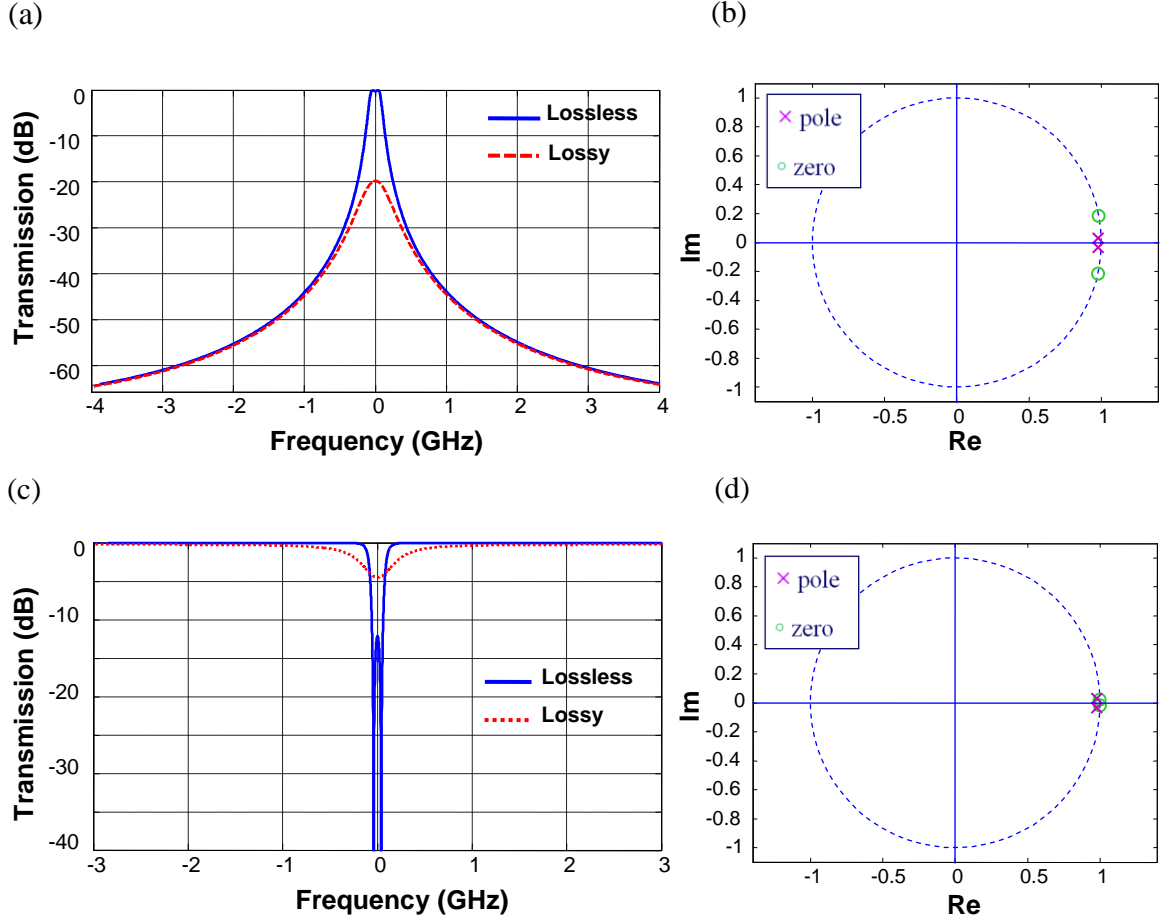 (a)
Transmission (dB)
0
-10
-20
-30
-40
-50
-60
-4 -3 -2 -1 0 1 2 3 4
Frequency (GHz)
Lossless
Lossy
(b)
Im
1
0.8
0.6
0.4
0.2
0
-0.2
-0.4
-0.6
-0.8
-1
-1 -0.5 0 0.5 1
Re
pole
zero
(c)
Transmission (dB)
0
-10
-20
-30
-40
-3 -2 -1 0 1 2 3
Frequency (GHz)
Lossless
Lossy
(d)
Im
1
0.8
0.6
0.4
0.2
0
-0.2
-0.4
-0.6
-0.8
-1
-1 -0.5 0 0.5 1
Re
pole
zero